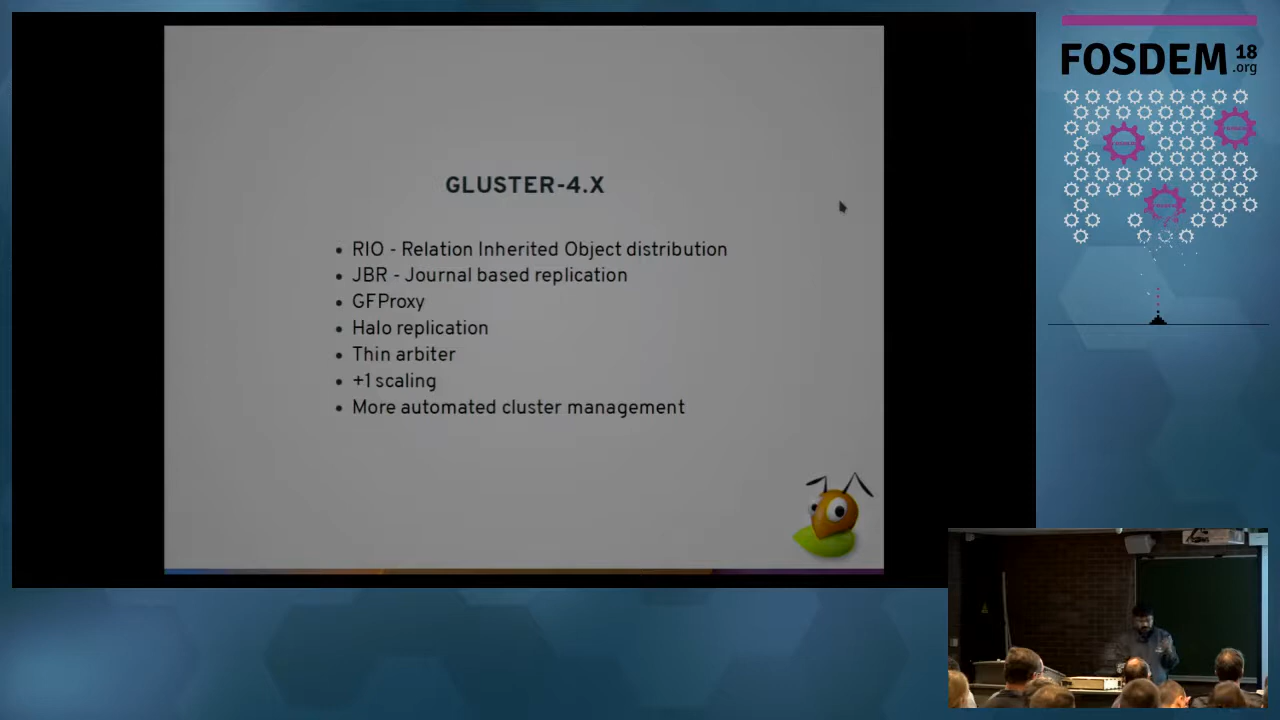 GLUSTER-4.X
• RIO - Relation Inherited Object distribution
• JBR - Journal based replication
• GFProxy
• Halo replication
• Thin arbiter
• +1 scaling
• More automated cluster management
FOSDEM 18
.org